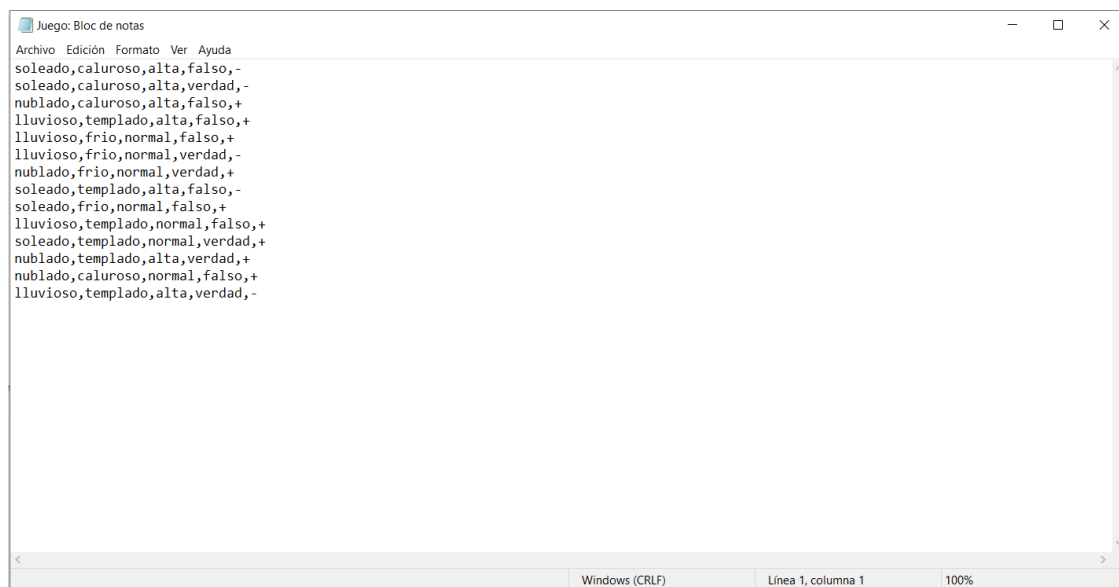 Juego: Bloc de notas
Archivo Edición Formato Ver Ayuda
soleado,caluroso,alta,falso,-
soleado,caluroso,alta,verdad,-
nublado,caluroso,alta,falso,+
lluvioso,templado,alta,falso,+
lluvioso,frio,normal,falso,+
lluvioso,frio,normal,verdad,-
nublado,frio,normal,verdad,+
soleado,templado,alta,falso,-
soleado,frio,normal,falso,+
lluvioso,templado,normal,falso,+
soleado,templado,normal,verdad,+
nublado,templado,alta,verdad,+
nublado,caluroso,normal,falso,+
lluvioso,templado,alta,verdad,-
Windows (CRLF) Línea 1, columna 1 100%